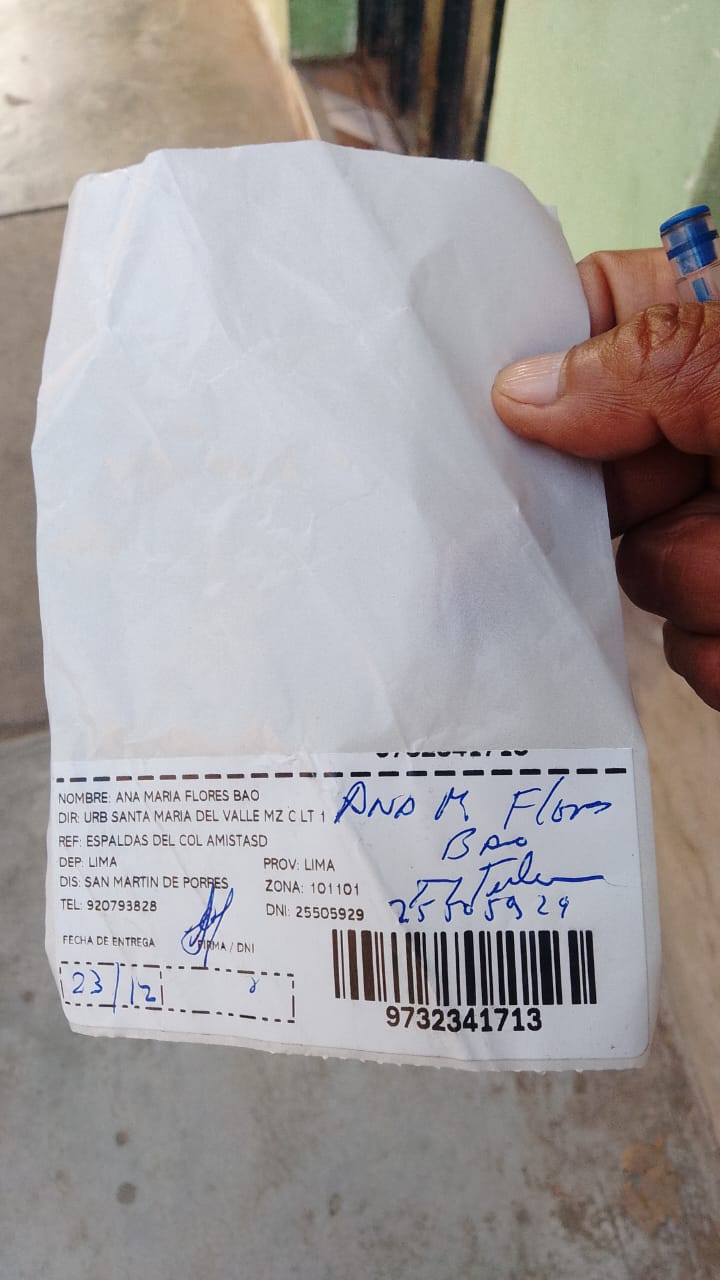 NOMBRE: ANA MARIA FLORES BAO
DIR: URB SANTA MARIA DEL VALLE MZ C LT 1
REF: ESPALDAS DEL COL AMISTASD
DEP: LIMA PROV: LIMA
DIS: SAN MARTIN DE PORRES ZONA: 101101
TEL: 920793828 DNI: 25505929
FECHA DE ENTREGA FIRMA / DNI
23/12
Ana M Flores
Bao
25505929
9732341713